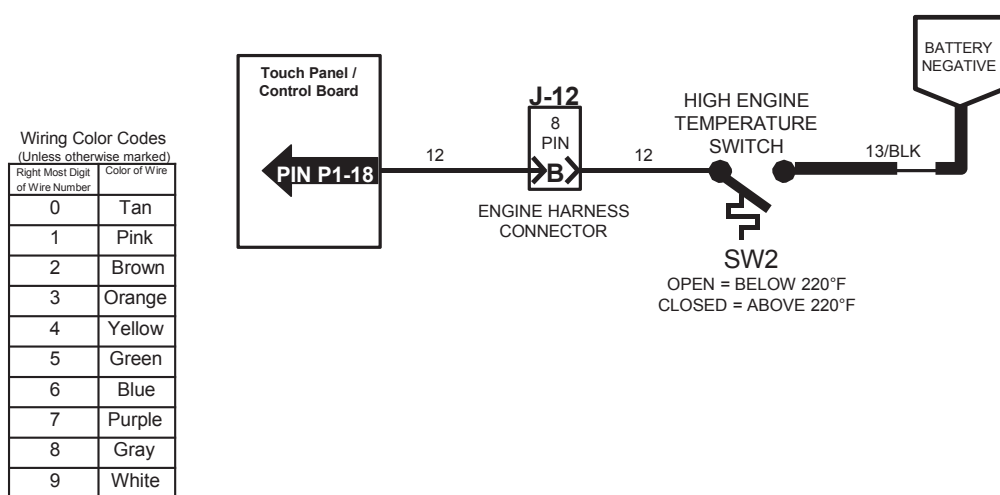 Touch Panel /
Control Board
PIN P1-18
12
J-12
8
PIN
B
ENGINE HARNESS
CONNECTOR
12
HIGH ENGINE
TEMPERATURE
SWITCH
SW2
OPEN = BELOW 220°F
CLOSED = ABOVE 220°F
13/BLK
BATTERY
NEGATIVE
Wiring Color Codes
(Unless otherwise marked)
Right Most Digit
of Wire Number
Color of Wire
0 Tan
1 Pink
2 Brown
3 Orange
4 Yellow
5 Green
6 Blue
7 Purple
8 Gray
9 White